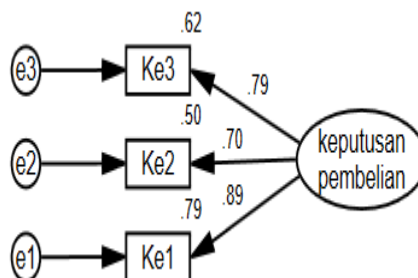 .62
e3 Ke3 .79
.50
e2 Ke2 .70
keputusan
pembelian
.79 .89
e1 Ke1